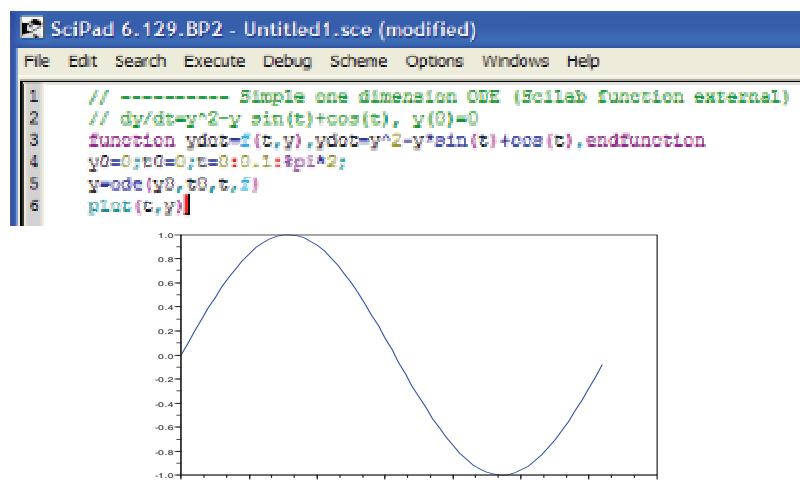 SciPad 6.129.BP2 - Untitled1.sce (modified)
File Edit Search Execute Debug Scheme Options Windows Help
1 // ---------- Simple one dimension ODE (Scilab function external)
2 // dy/dt=y^2-y sin(t)+cos(t), y(0)=0
3 function ydot=f(t,y),ydot=y^2-y*sin(t)+cos(t),endfunction
4 y0=0;t0=0;t=0:0.1:%pi*2;
5 y=ode(y0,t0,t,f)
6 plot(t,y)
1.0
0.8
0.6
0.4
0.2
0.0
-0.2
-0.4
-0.6
-0.8
-1.0